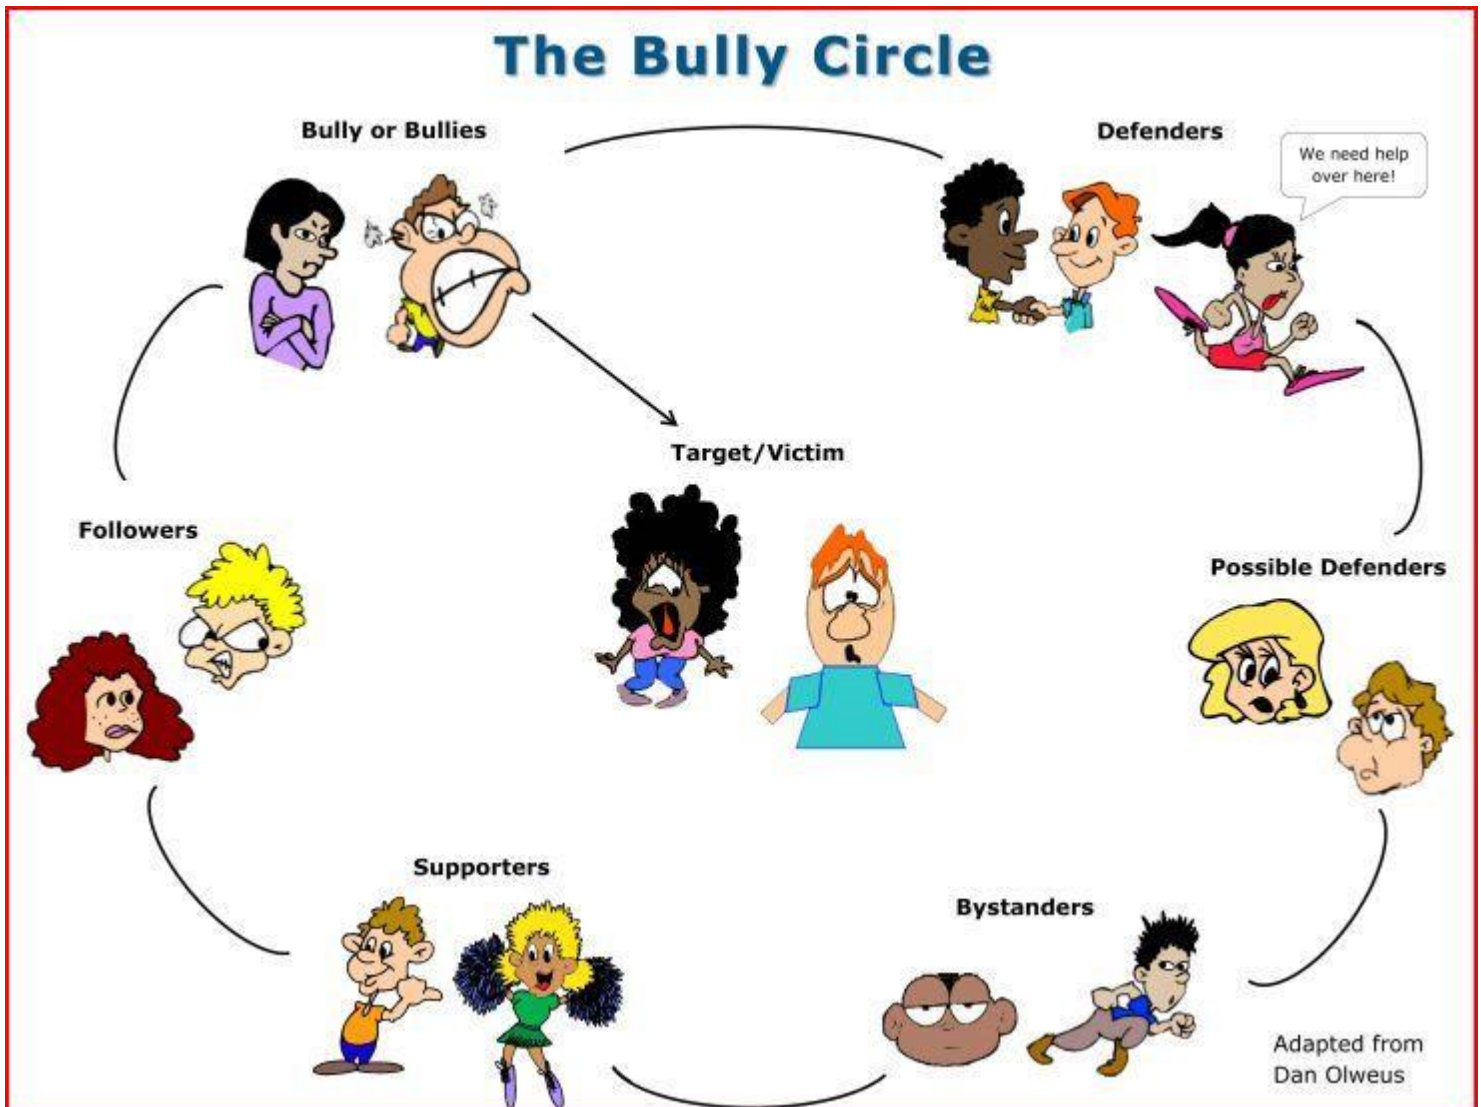 The Bully Circle
Bully or Bullies
Defenders
We need help
over here!
Target/Victim
Followers
Possible Defenders
Supporters
Bystanders
Adapted from
Dan Olweus